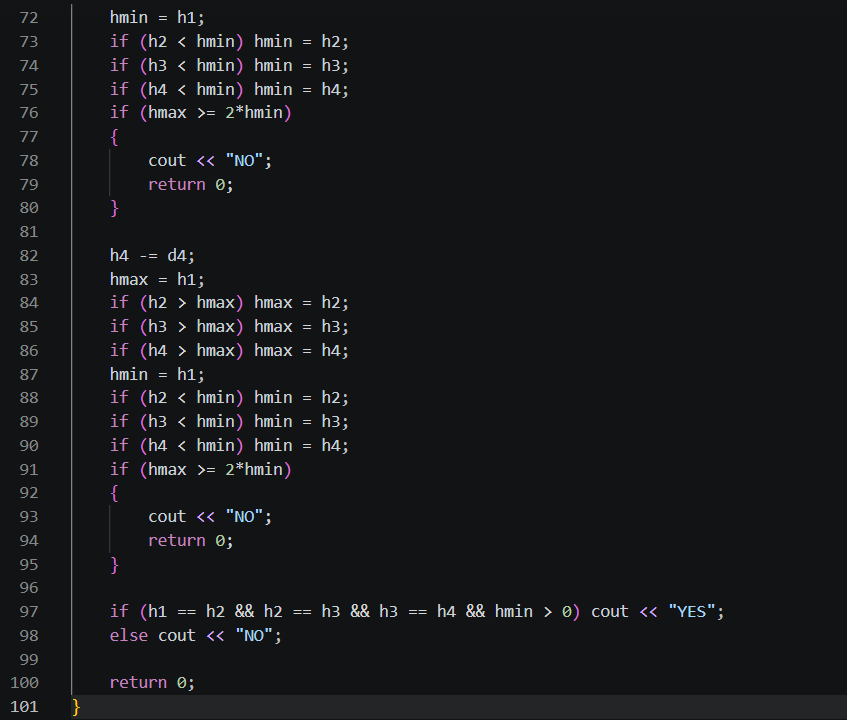 72 hmin = h1;
73 if (h2 < hmin) hmin = h2;
74 if (h3 < hmin) hmin = h3;
75 if (h4 < hmin) hmin = h4;
76 if (hmax >= 2*hmin)
77 {
78 cout << "NO";
79 return 0;
80 }
81
82 h4 -= d4;
83 hmax = h1;
84 if (h2 > hmax) hmax = h2;
85 if (h3 > hmax) hmax = h3;
86 if (h4 > hmax) hmax = h4;
87 hmin = h1;
88 if (h2 < hmin) hmin = h2;
89 if (h3 < hmin) hmin = h3;
90 if (h4 < hmin) hmin = h4;
91 if (hmax >= 2*hmin)
92 {
93 cout << "NO";
94 return 0;
95 }
96
97 if (h1 == h2 && h2 == h3 && h3 == h4 && hmin > 0) cout << "YES";
98 else cout << "NO";
99
100 return 0;
101 }